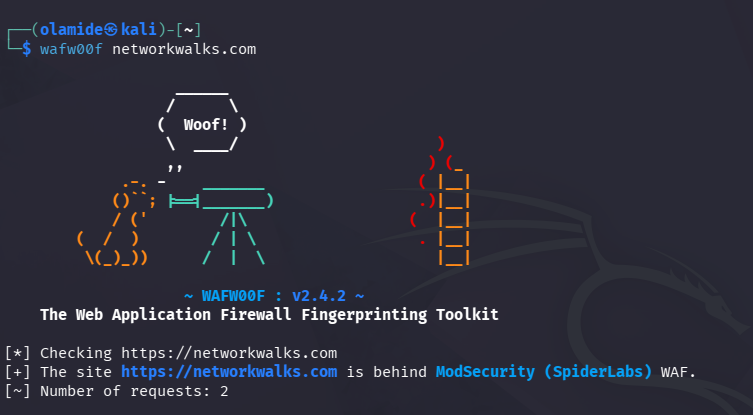 ┌──(olamide㉿kali)-[~]
└─$ wafw00f networkwalks.com
Woof!
~ WAFW00F : v2.4.2 ~
The Web Application Firewall Fingerprinting Toolkit
[*] Checking https://networkwalks.com
[+] The site https://networkwalks.com is behind ModSecurity (SpiderLabs) WAF.
[~] Number of requests: 2